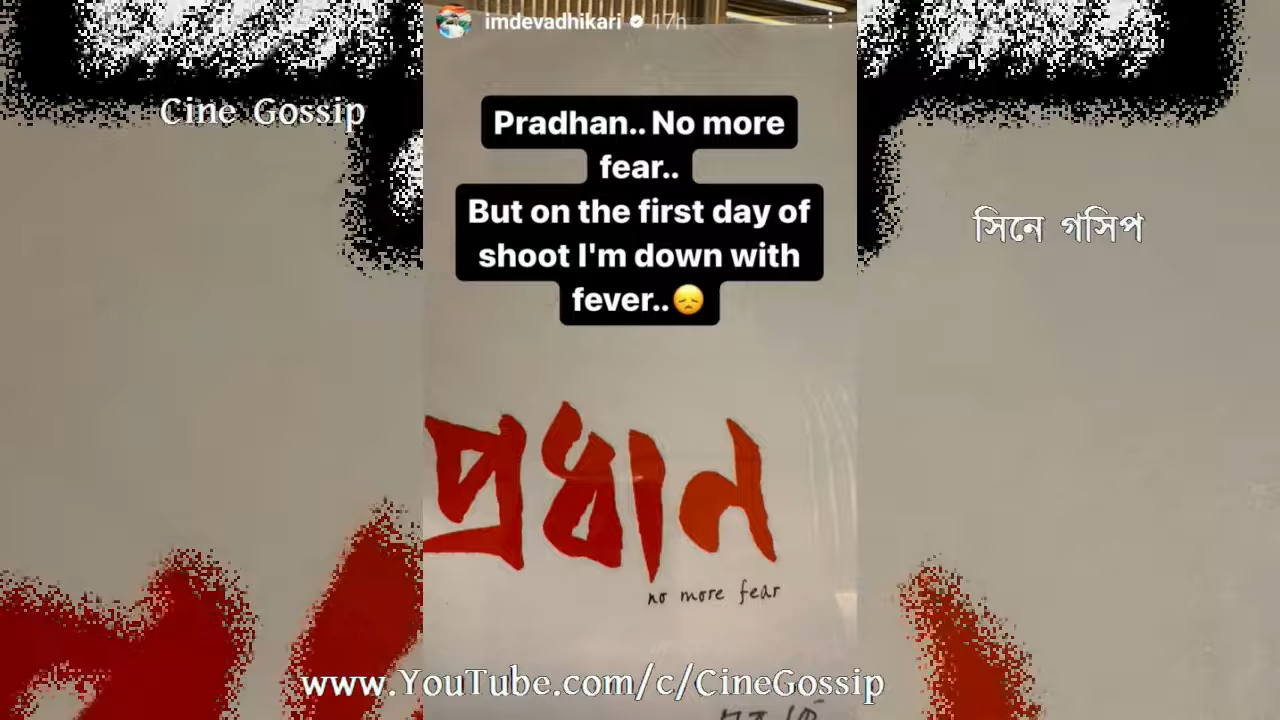 imdevadhikari 17h
Cine Gossip
Pradhan.. No more
fear..
But on the first day of
shoot I'm down with
fever..😞
সিনে গসিপ
প্রধান
no more fear
www.YouTube.com/c/CineGossip